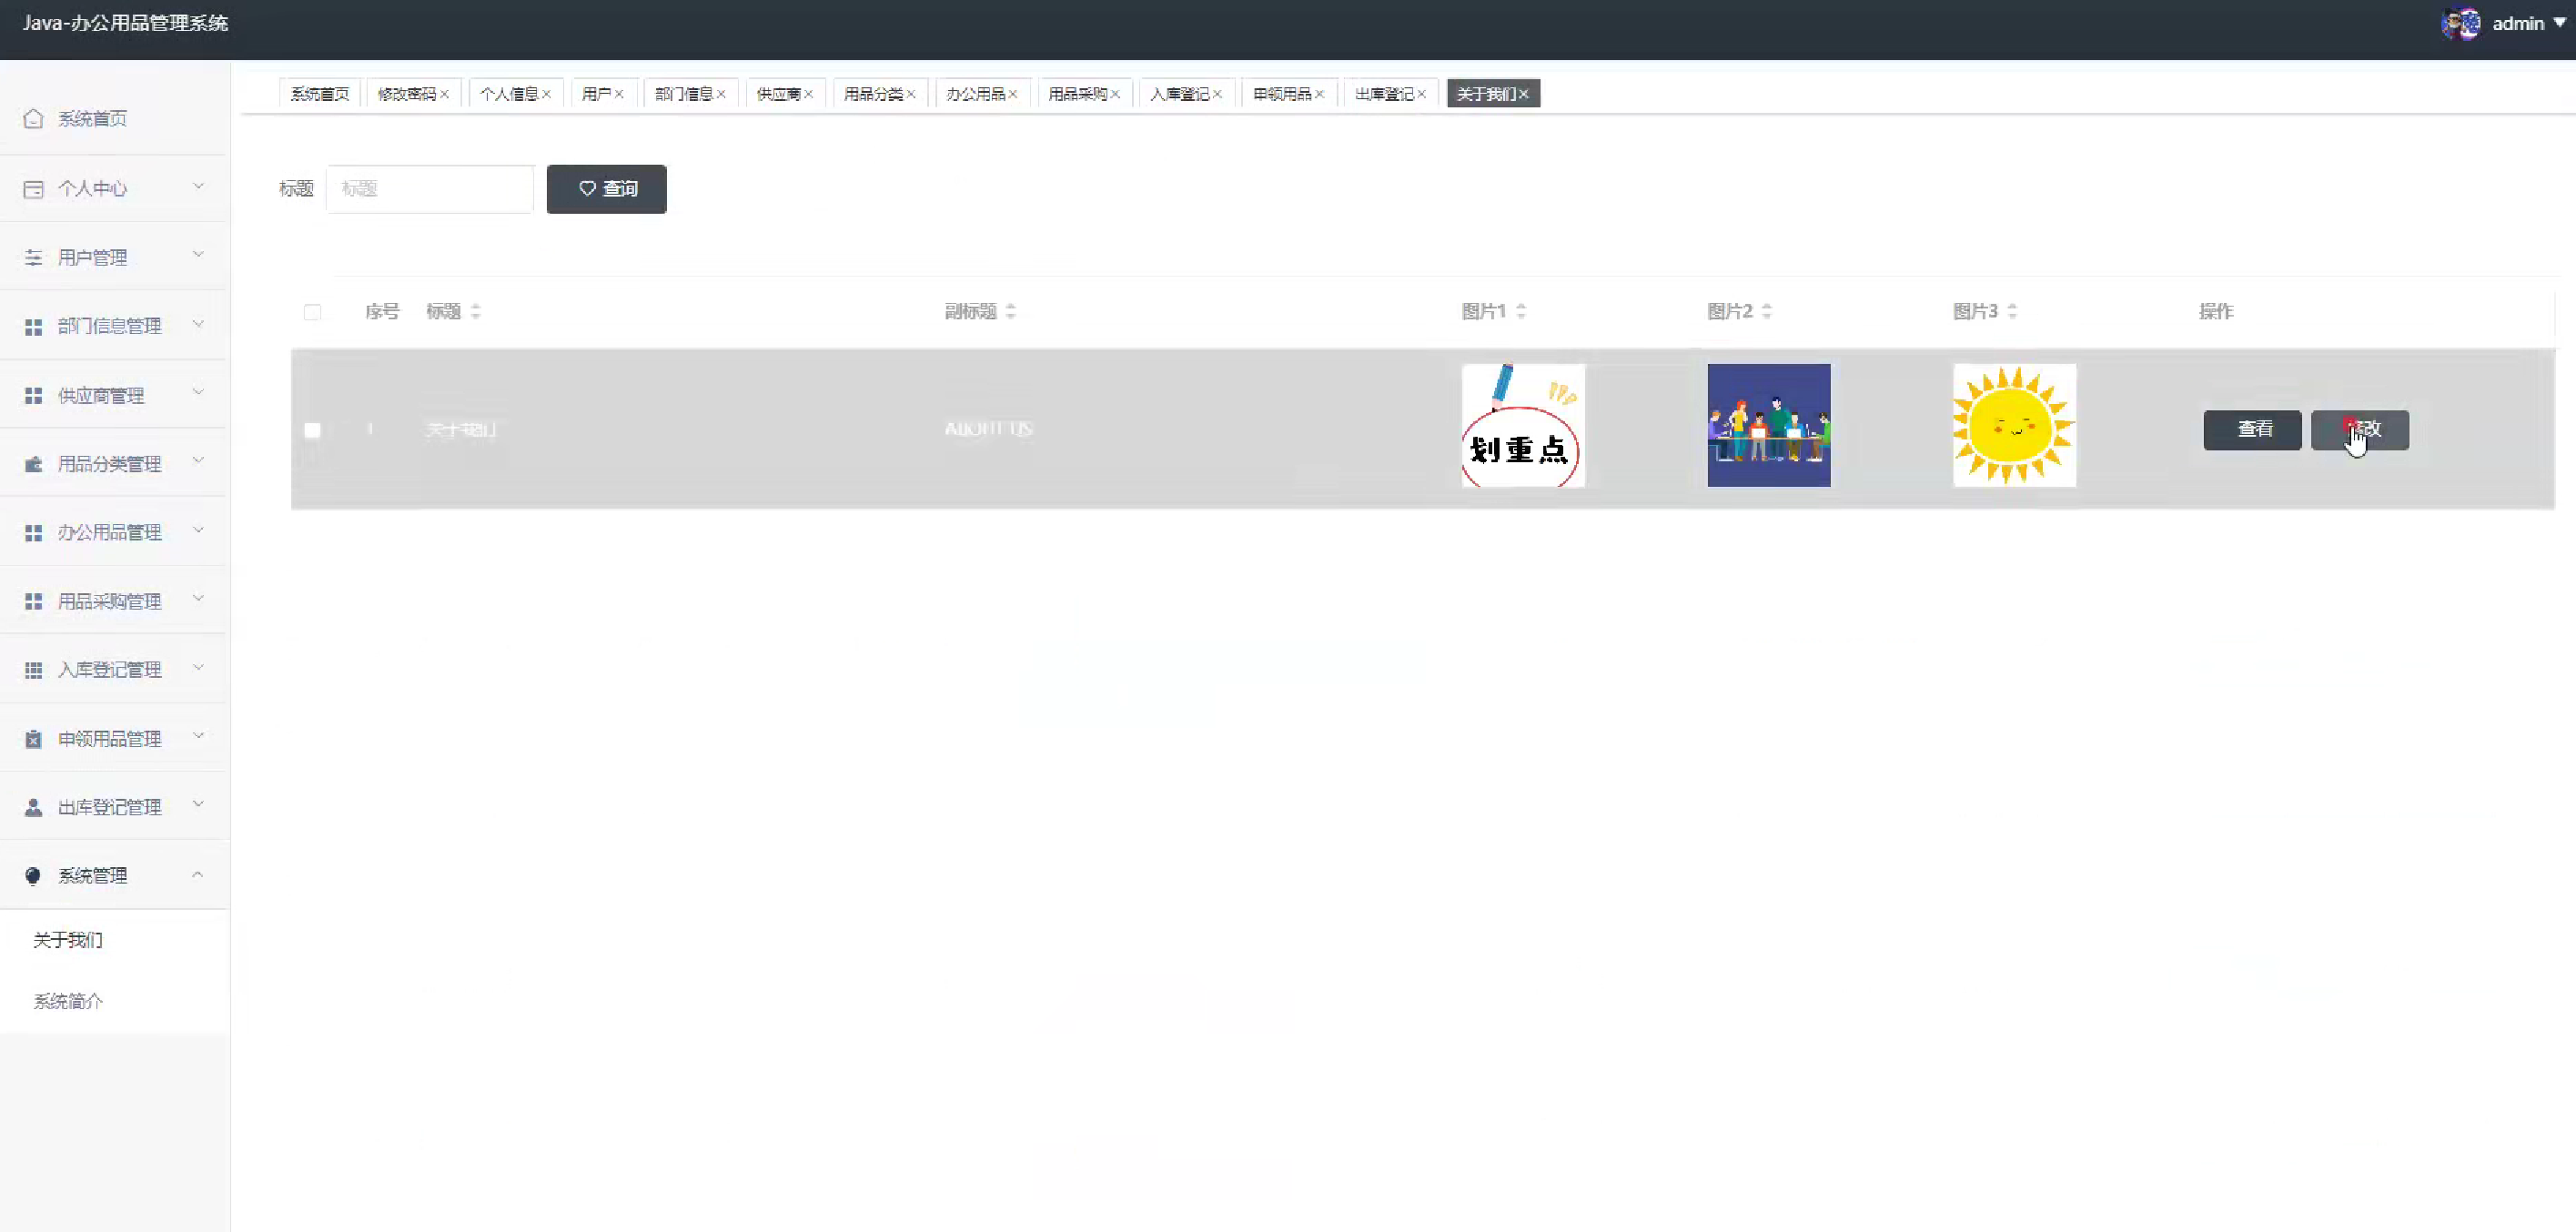 Java-办公用品管理系统
admin
系统首页 修改密码 个人信息 用户 部门信息 供应商 用品分类 办公用品 用品采购 入库登记 申领用品 出库登记 关于我们
系统首页
个人中心
用户管理
部门信息管理
供应商管理
用品分类管理
办公用品管理
用品采购管理
入库登记管理
申领用品管理
出库登记管理
系统管理
关于我们
系统简介
标题 标题 查询
序号 标题 副标题 图片1 图片2 图片3 操作
1 关于我们 ABOUT US 划重点 查看 改